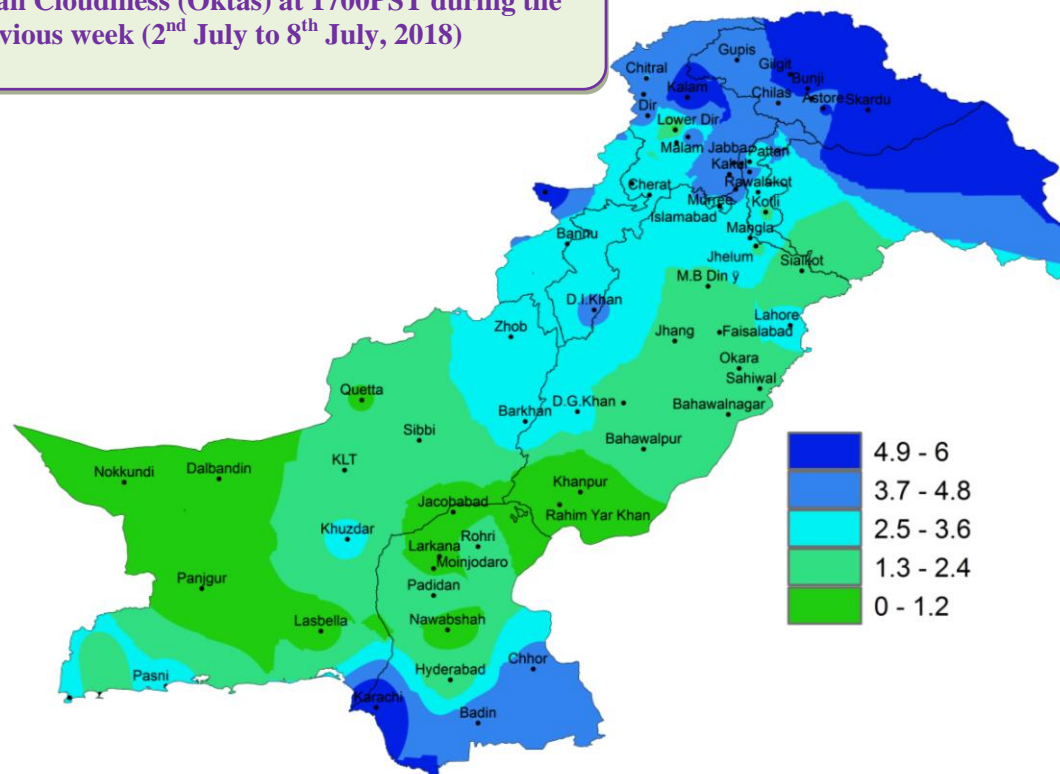 Cloudiness (Oktas) at 1700PST during the
week (2nd July to 8th July, 2018)
Gupis
Gilgit
Chitral
Bunji
Kalam
Chilas
Astore
Skardu
Dir
Lower Dir
Malam Jabba
Pattan
Rawalakot
Cherat
Murree
Kotli
Islamabad
Bannu
Mangla
Jhelum
Sialkot
M.B Din ÿ
D.I.Khan
Lahore
Zhob
Jhang
Faisalabad
Okara
Sahiwal
Quetta
D.G.Khan
Bahawalnagar
Barkhan
Sibbi
Bahawalpur
KLT
Nokkundi
Dalbandin
Khanpur
Jacobabad
Rahim Yar Khan
Khuzdar
Rohri
Larkana
Moinjodaro
Panjgur
Padidan
Lasbella
Nawabshah
Chhor
Pasni
Hyderabad
Karachi
Badin
4.9 - 6
3.7 - 4.8
2.5 - 3.6
1.3 - 2.4
0 - 1.2